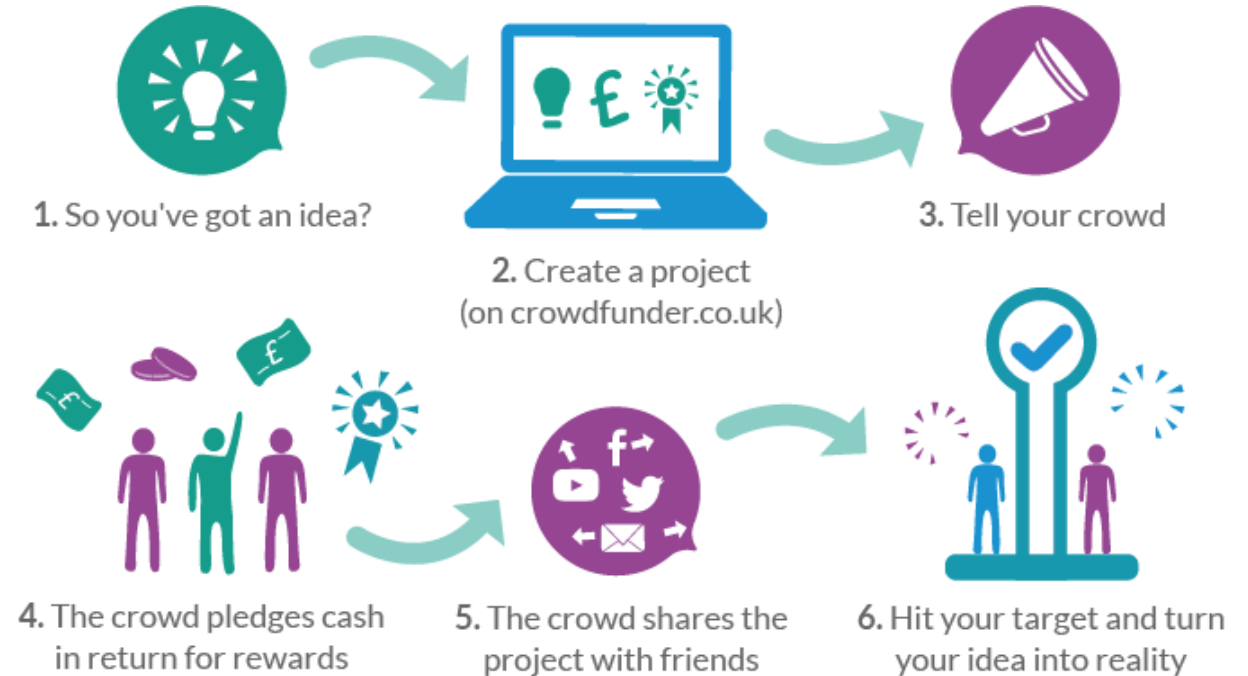 1. So you've got an idea?
2. Create a project
(on crowdfunder.co.uk)
£
3. Tell your crowd
£
£
4. The crowd pledges cash
in return for rewards
f
5. The crowd shares the
project with friends
6. Hit your target and turn
your idea into reality